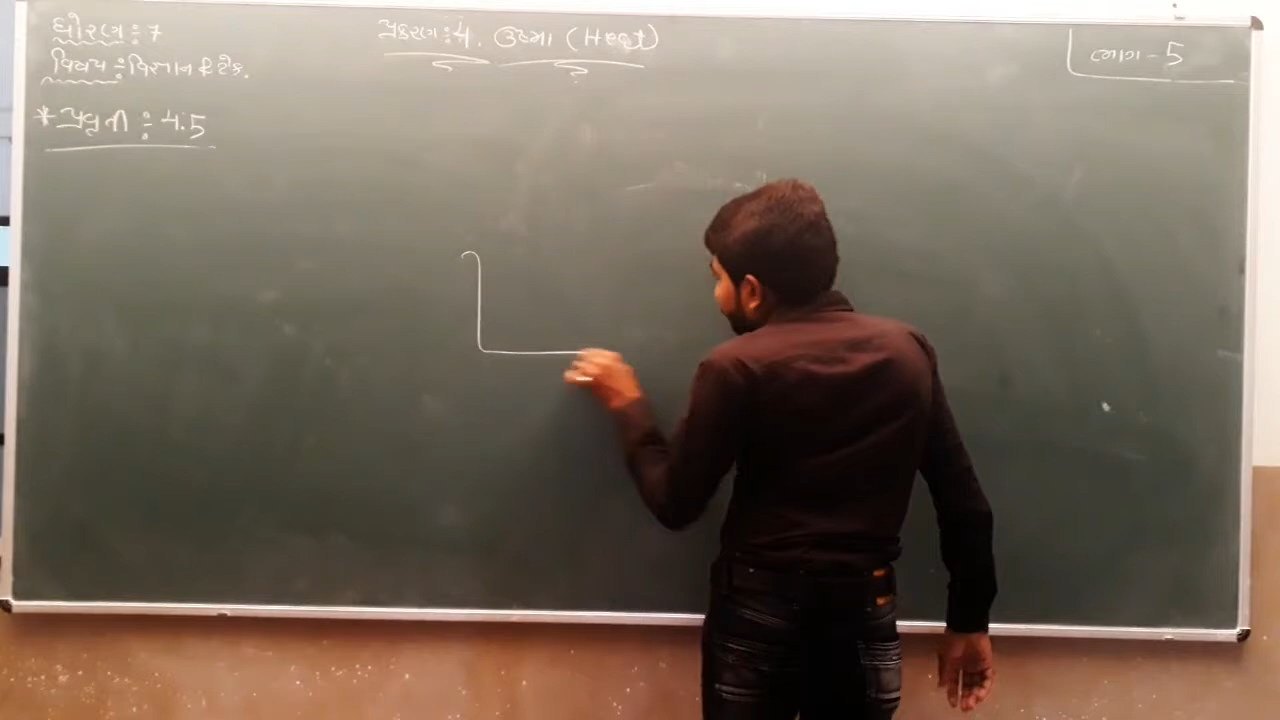 ધોરણ : 7
પ્રકરણ : 4. ઉષ્મા (Heat)
ભાગ - 5
વિષય : વિજ્ઞાન & ટેક.
* પ્રવૃત્તી : 4.5